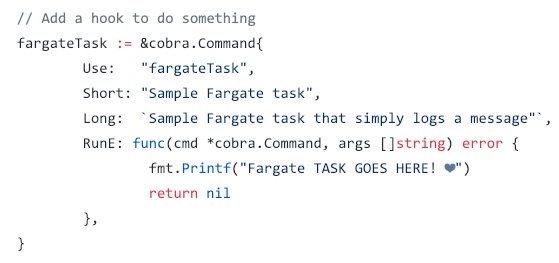 // Add a hook to do something
fargateTask := &cobra.Command{
        Use:   "fargateTask",
        Short: "Sample Fargate task",
        Long:  `Sample Fargate task that simply logs a message"`,
        RunE: func(cmd *cobra.Command, args []string) error {
                fmt.Printf("Fargate TASK GOES HERE! ❤")
                return nil
        },
}